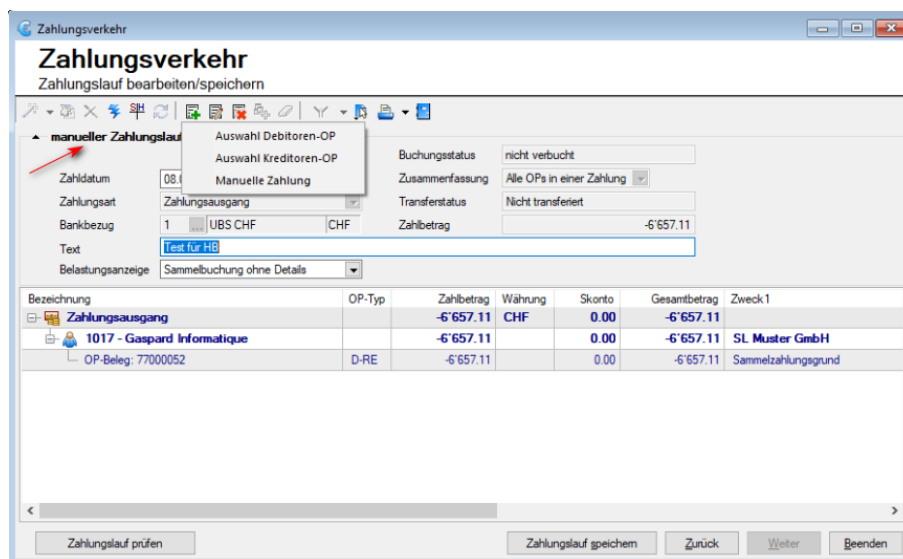 Zahlungsverkehr
Zahlungsverkehr
Zahlungslauf bearbeiten/speichern
manueller Zahlungslauf
Auswahl Debitoren-OP
Auswahl Kreditoren-OP
Manuelle Zahlung
Buchungsstatus nicht verbucht
Zahldatum 08.0 Zusammenfassung Alle OPs in einer Zahlung
Zahlungsart Zahlungsausgang Transferstatus Nicht transferiert
Bankbezug 1 ... UBS CHF CHF Zahlbetrag -6'657.11
Text Test für HB
Belastungsanzeige Sammelbuchung ohne Details
Bezeichnung OP-Typ Zahlbetrag Währung Skonto Gesamtbetrag Zweck1
Zahlungsausgang -6'657.11 CHF 0.00 -6'657.11
1017 - Gaspard Informatique -6'657.11 0.00 -6'657.11 SL Muster GmbH
OP-Beleg: 77000052 D-RE -6'657.11 0.00 -6'657.11 Sammelzahlungsgrund
Zahlungslauf prüfen Zahlungslauf speichern Zurück Weiter Beenden